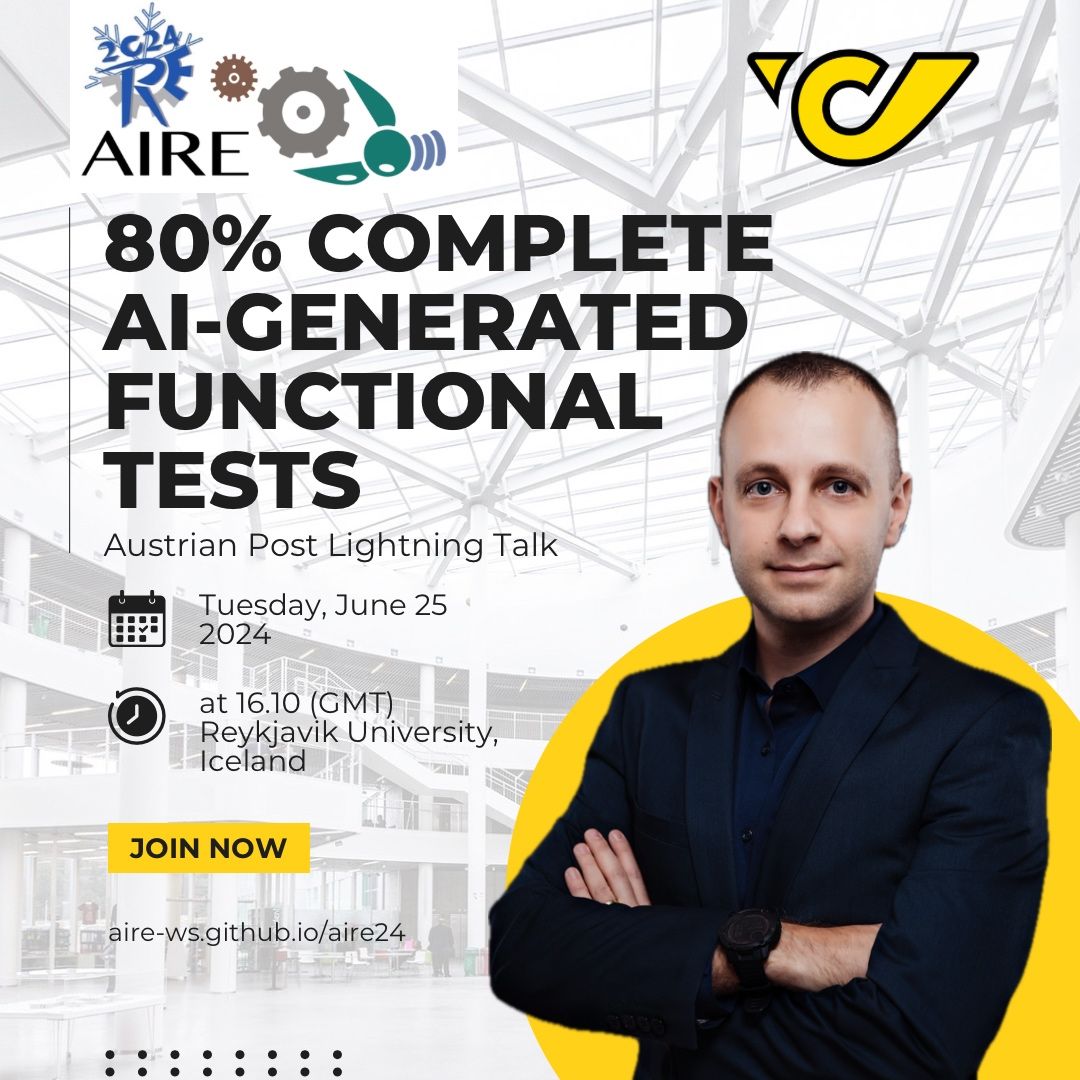 2024
RE
AIRE
80% COMPLETE
AI-GENERATED
FUNCTIONAL
TESTS
Austrian Post Lightning Talk
Tuesday, June 25
2024
at 16.10 (GMT)
Reykjavik University,
Iceland
JOIN NOW
aire-ws.github.io/aire24